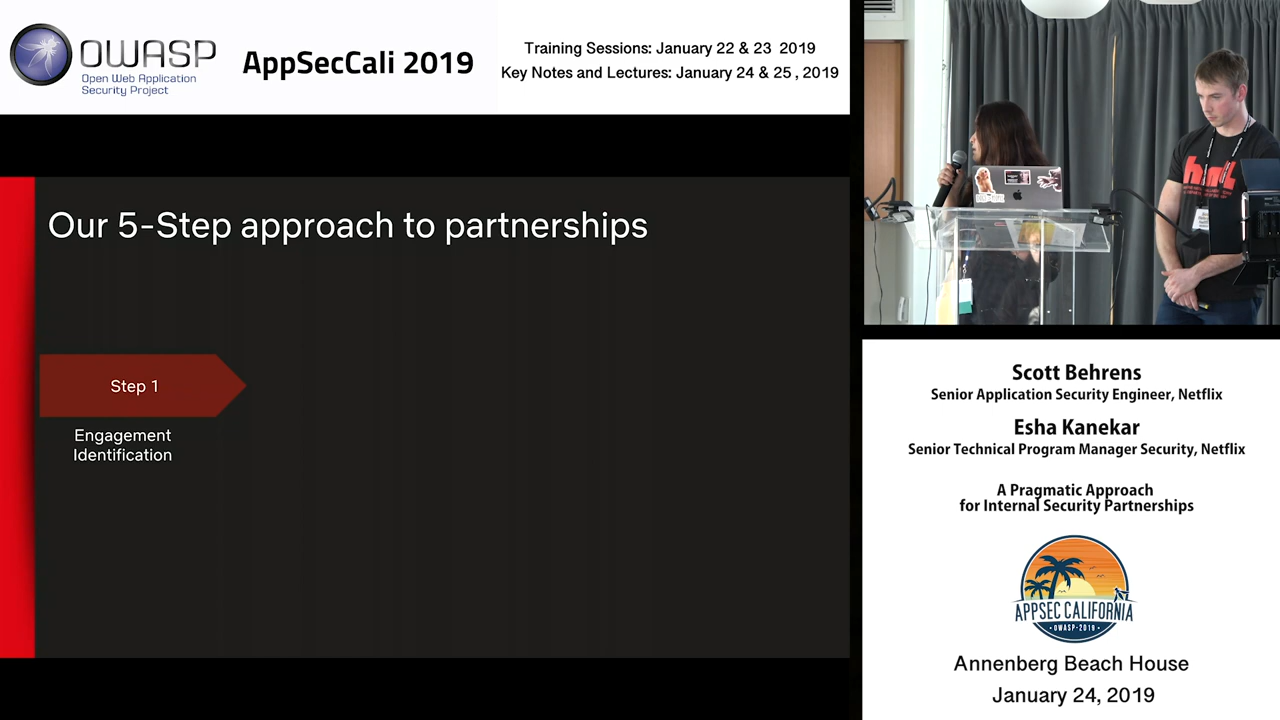 OWASP
Open Web Application
Security Project
AppSecCali 2019
Training Sessions: January 22 & 23 2019
Key Notes and Lectures: January 24 & 25 , 2019
Our 5-Step approach to partnerships
Step 1
Engagement
Identification
Scott Behrens
Senior Application Security Engineer, Netflix
Esha Kanekar
Senior Technical Program Manager Security, Netflix
A Pragmatic Approach
for Internal Security Partnerships
APPSEC CALIFORNIA
OWASP-2019
Annenberg Beach House
January 24, 2019